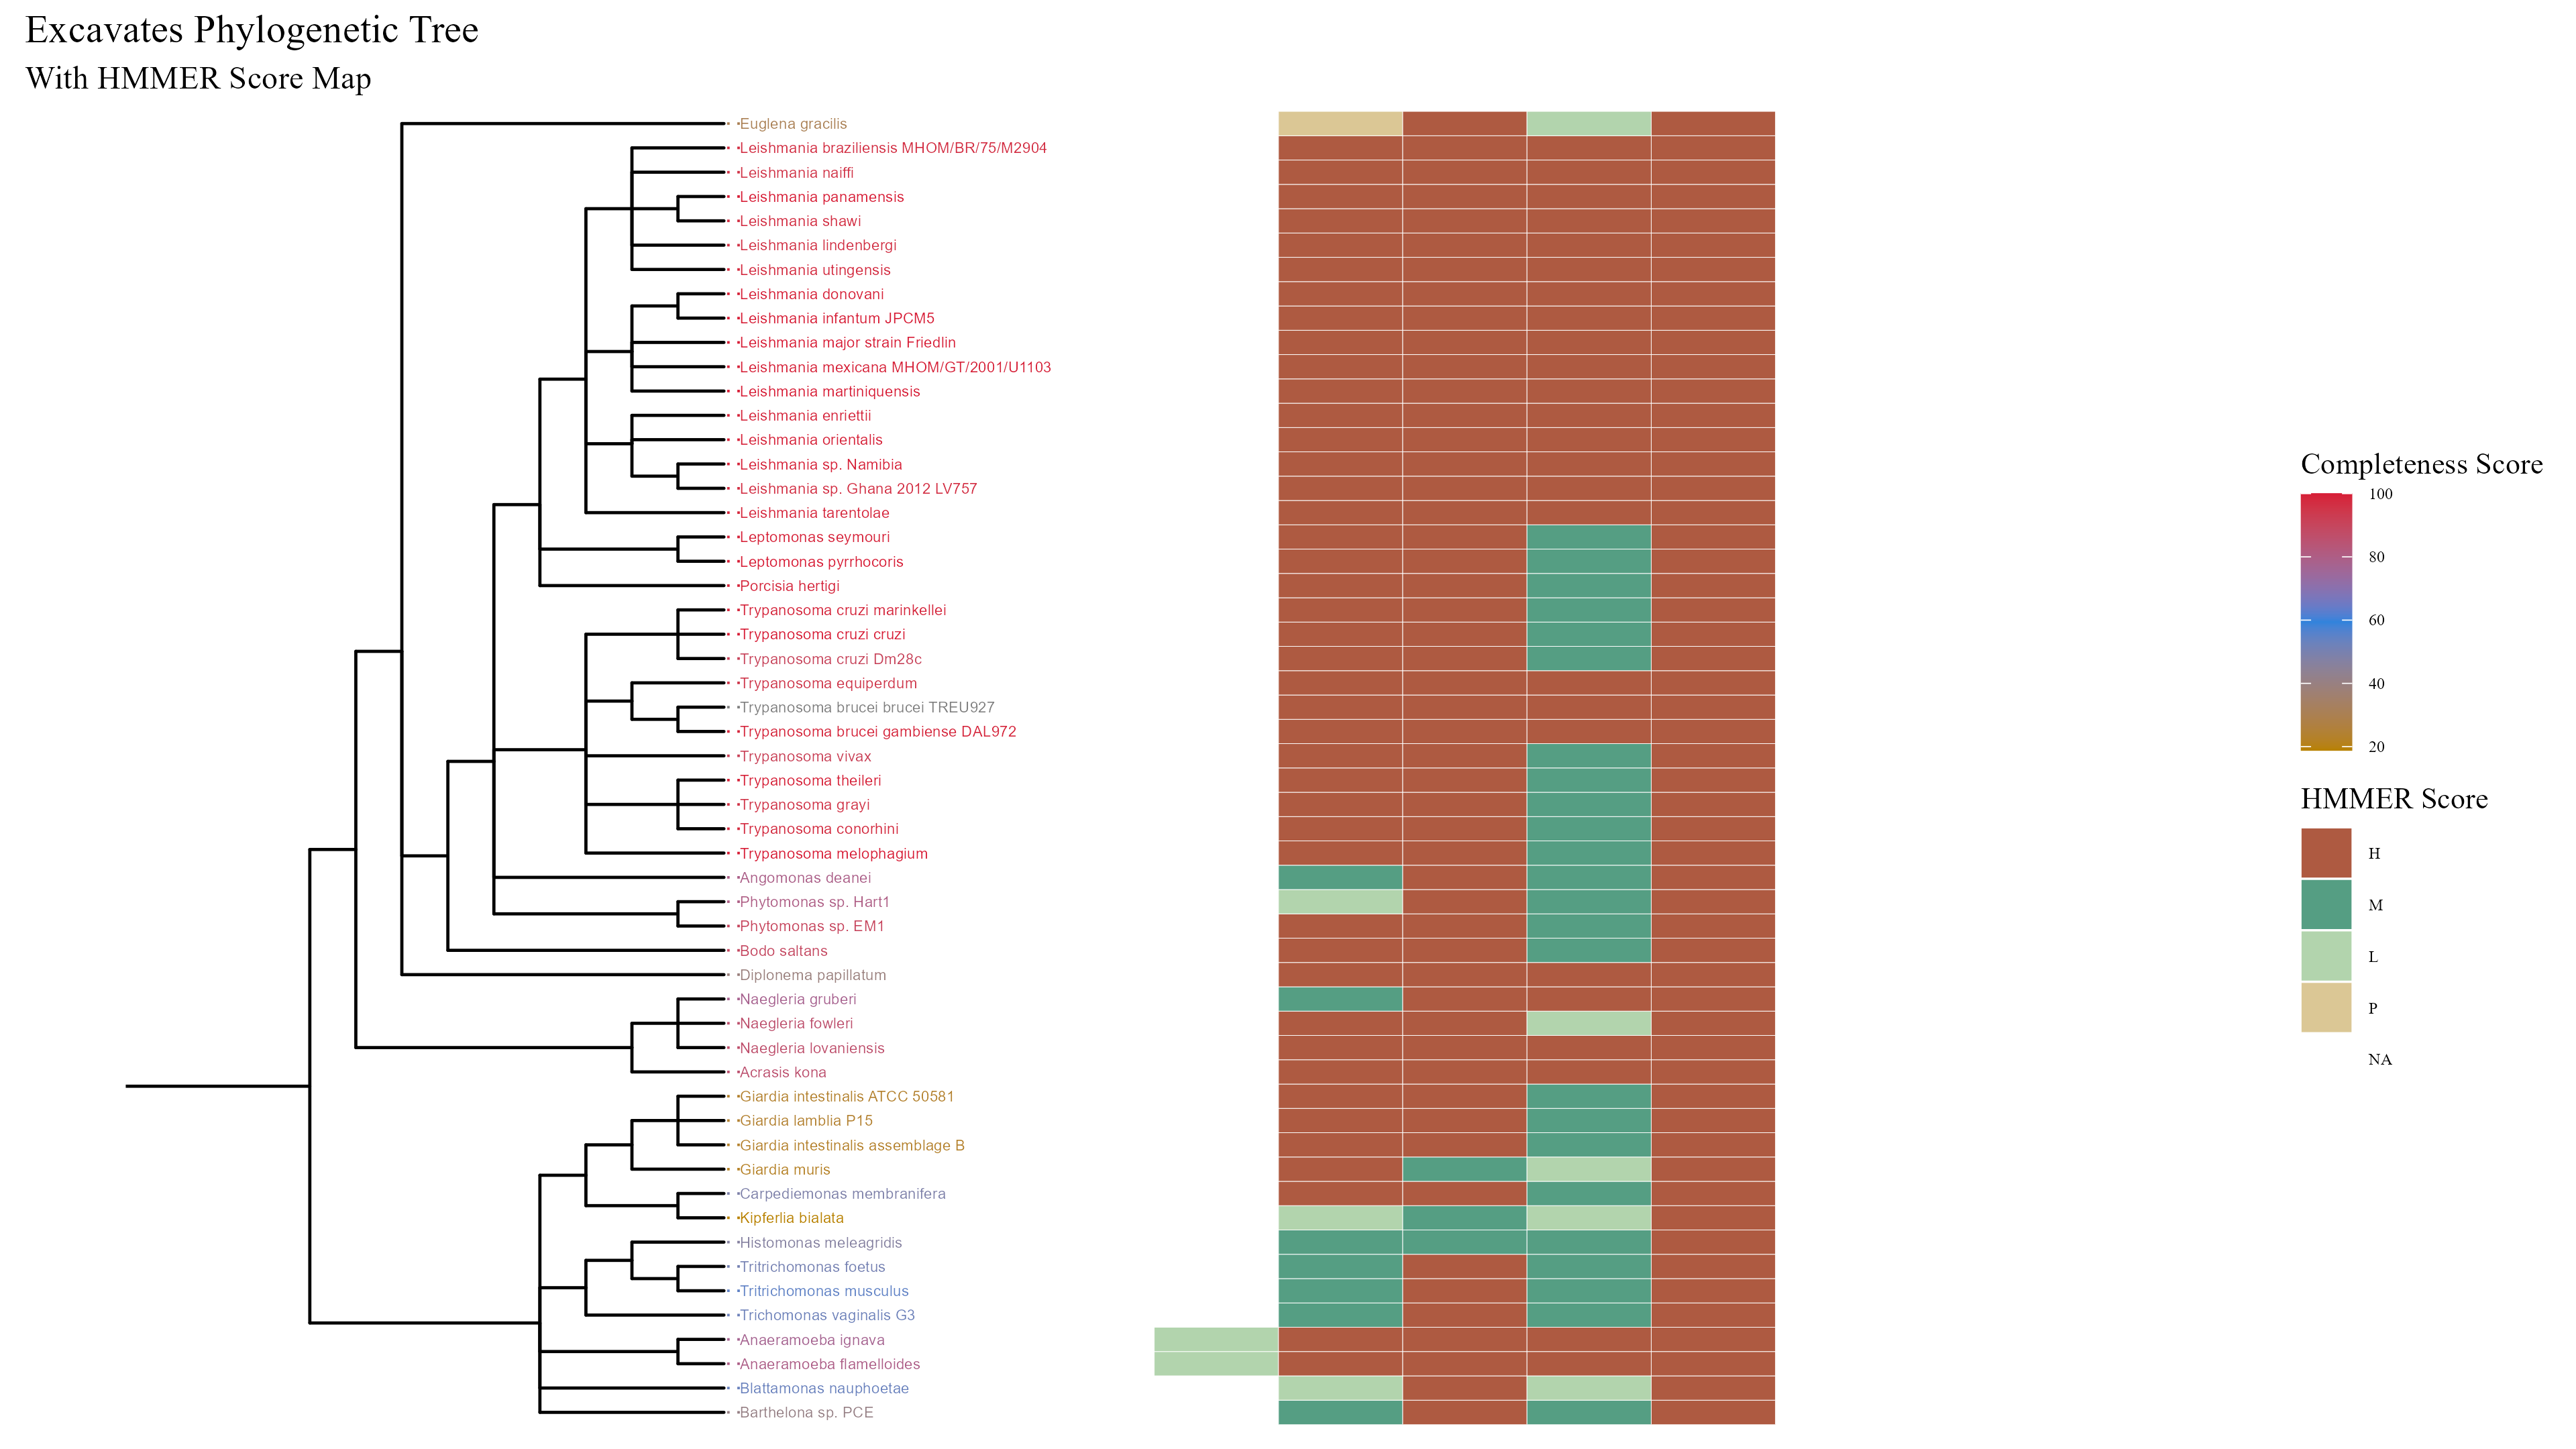 Excavates Phylogenetic Tree
With HMMER Score Map
Euglena gracilis
Leishmania braziliensis MHOM/BR/75/M2904
Leishmania naiffi
Leishmania panamensis
Leishmania shawi
Leishmania lindenbergi
Leishmania utingensis
Leishmania donovani
Leishmania infantum JPCM5
Leishmania major strain Friedlin
Leishmania mexicana MHOM/GT/2001/U1103
Leishmania martiniquensis
Leishmania enriettii
Leishmania orientalis
Leishmania sp. Namibia
Leishmania sp. Ghana 2012 LV757
Leishmania tarentolae
Leptomonas seymouri
Leptomonas pyrrhocoris
Porcisia hertigi
Trypanosoma cruzi marinkellei
Trypanosoma cruzi cruzi
Trypanosoma cruzi Dm28c
Trypanosoma equiperdum
Trypanosoma brucei brucei TREU927
Trypanosoma brucei gambiense DAL972
Trypanosoma vivax
Trypanosoma theileri
Trypanosoma grayi
Trypanosoma conorhini
Trypanosoma melophagium
Angomonas deanei
Phytomonas sp. Hart1
Phytomonas sp. EM1
Bodo saltans
Diplonema papillatum
Naegleria gruberi
Naegleria fowleri
Naegleria lovaniensis
Acrasis kona
Giardia intestinalis ATCC 50581
Giardia lamblia P15
Giardia intestinalis assemblage B
Giardia muris
Carpediemonas membranifera
Kipferlia bialata
Histomonas meleagridis
Tritrichomonas foetus
Tritrichomonas musculus
Trichomonas vaginalis G3
Anaeramoeba ignava
Anaeramoeba flamelloides
Blattamonas nauphoetae
Barthelona sp. PCE
Completeness Score
100
80
60
40
20
HMMER Score
H
M
L
P
NA